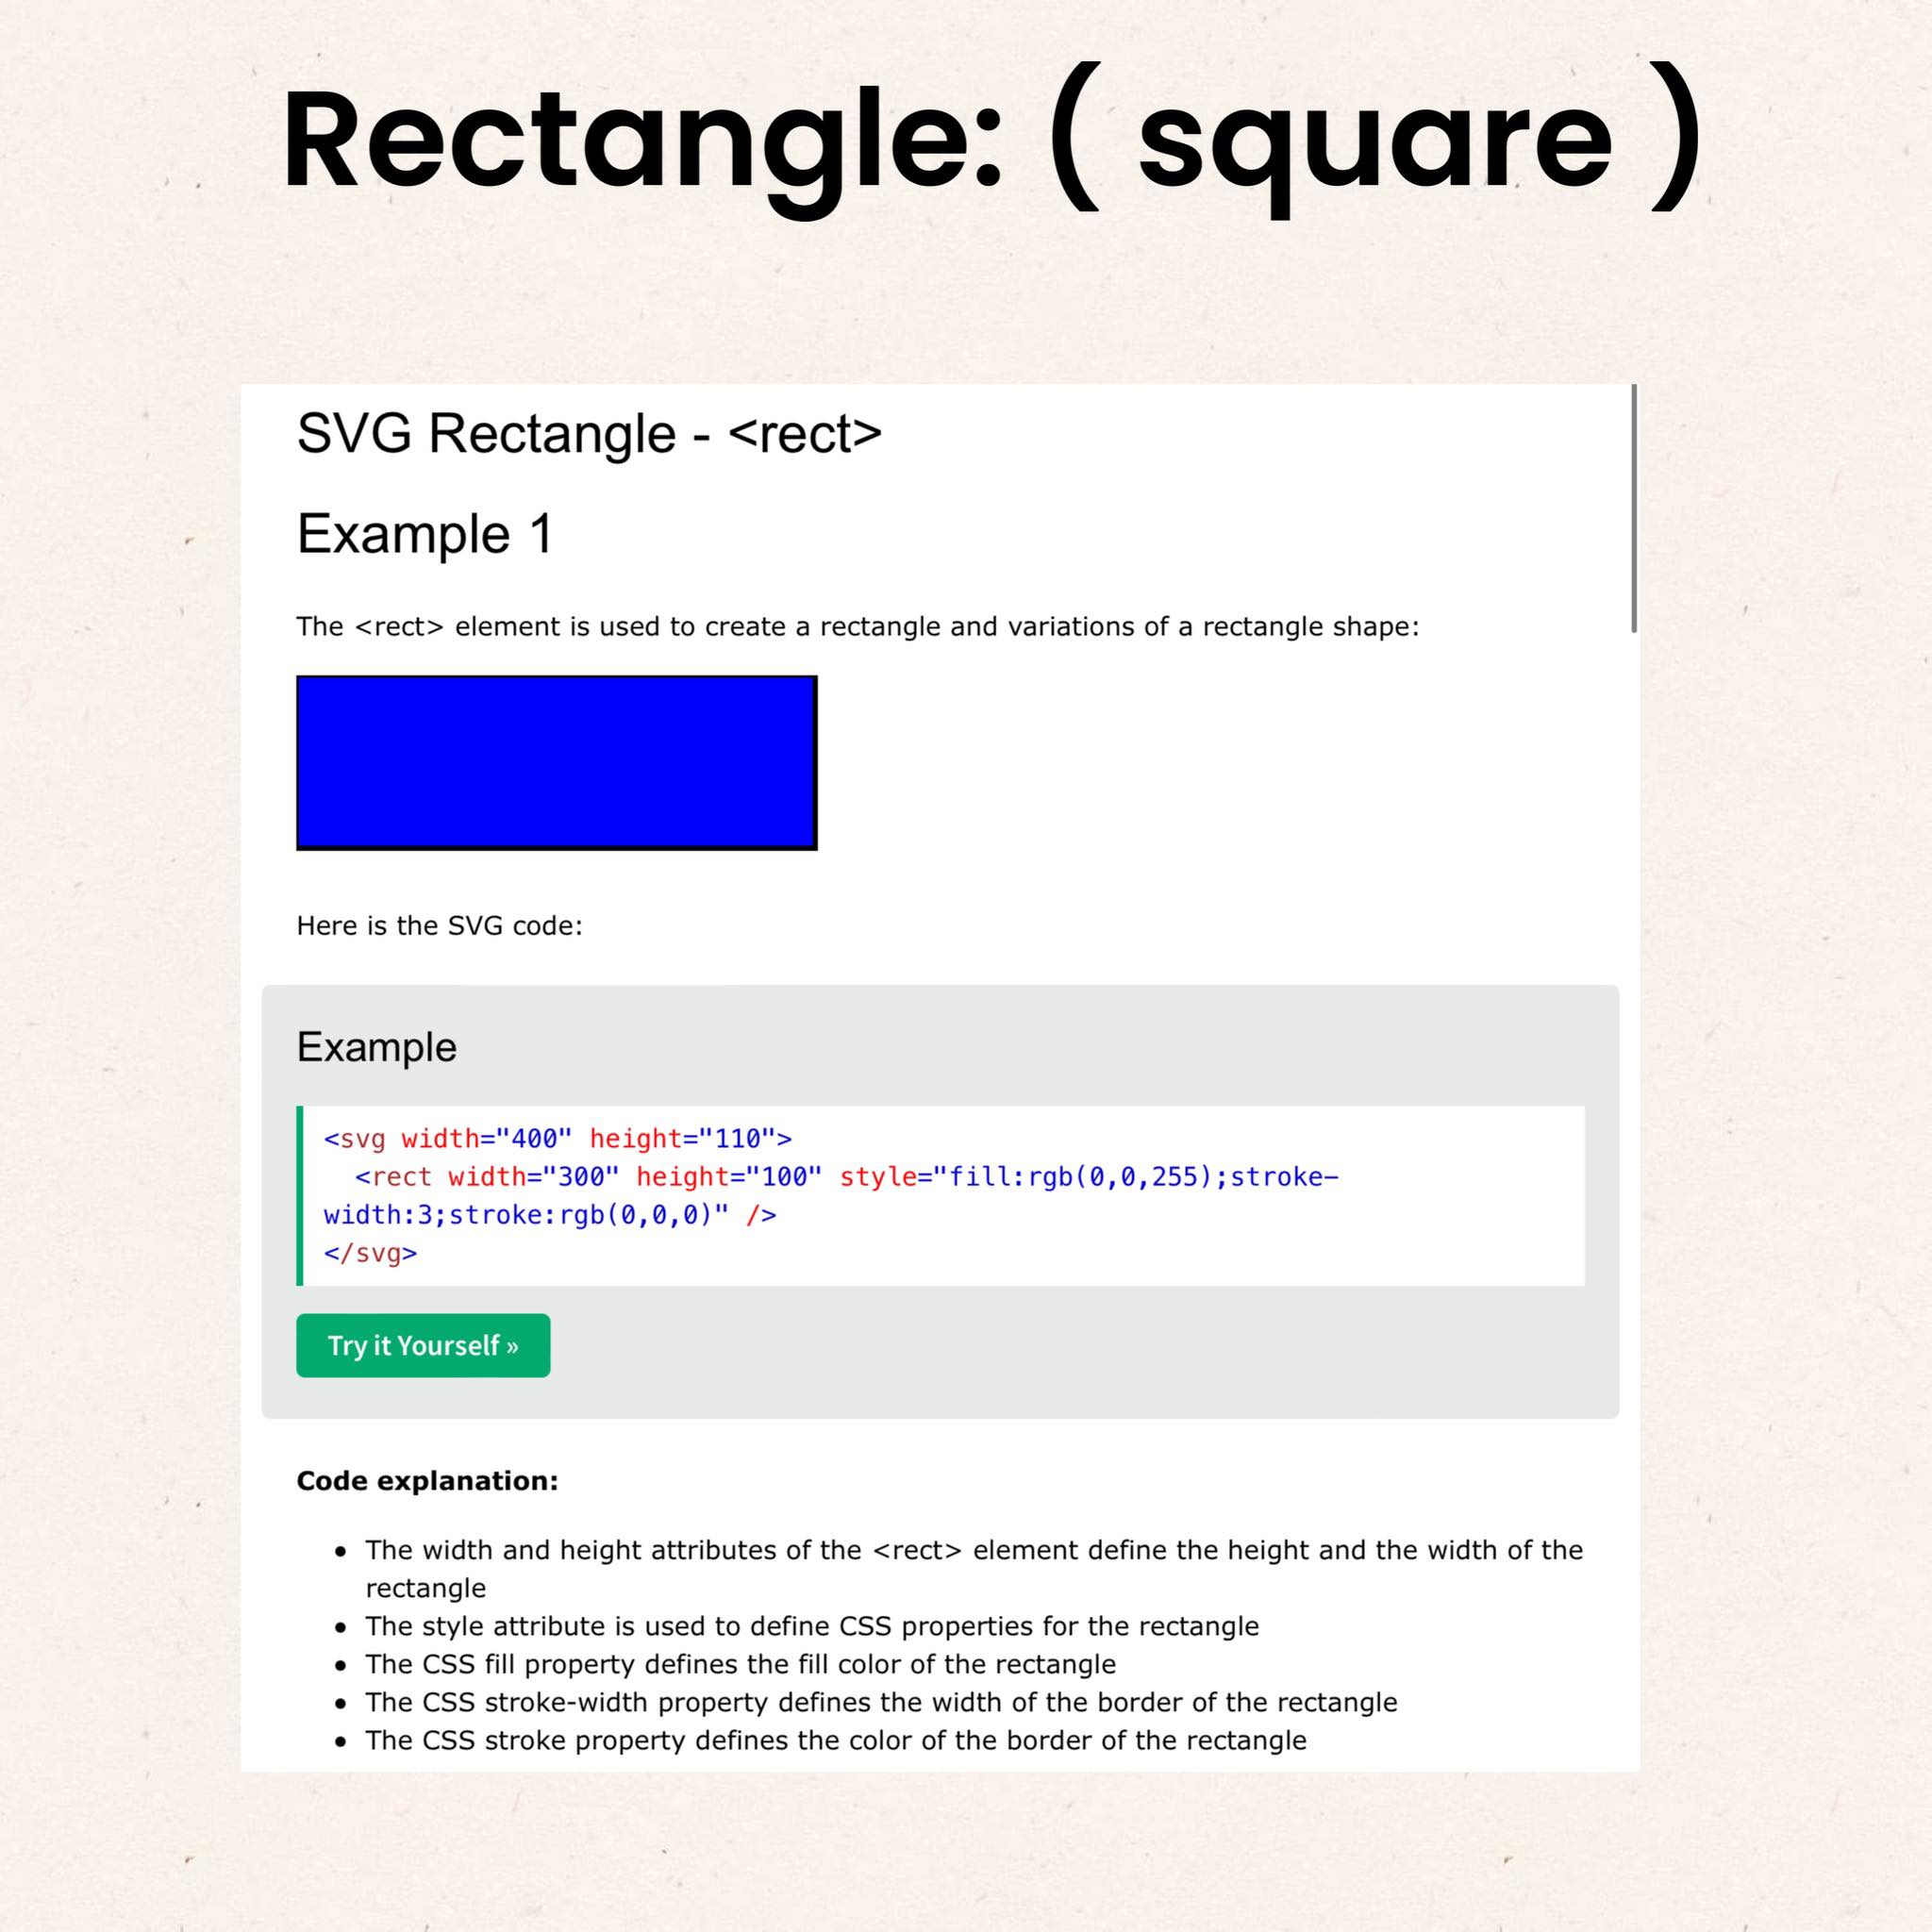 Rectangle: ( square )
SVG Rectangle - <rect>
Example 1
The <rect> element is used to create a rectangle and variations of a rectangle shape:
Here is the SVG code:
Example
<svg width="400" height="110">
  <rect width="300" height="100" style="fill:rgb(0,0,255);stroke-
width:3;stroke:rgb(0,0,0)" />
</svg>
Try it Yourself »
Code explanation:
• The width and height attributes of the <rect> element define the height and the width of the
rectangle
• The style attribute is used to define CSS properties for the rectangle
• The CSS fill property defines the fill color of the rectangle
• The CSS stroke-width property defines the width of the border of the rectangle
• The CSS stroke property defines the color of the border of the rectangle